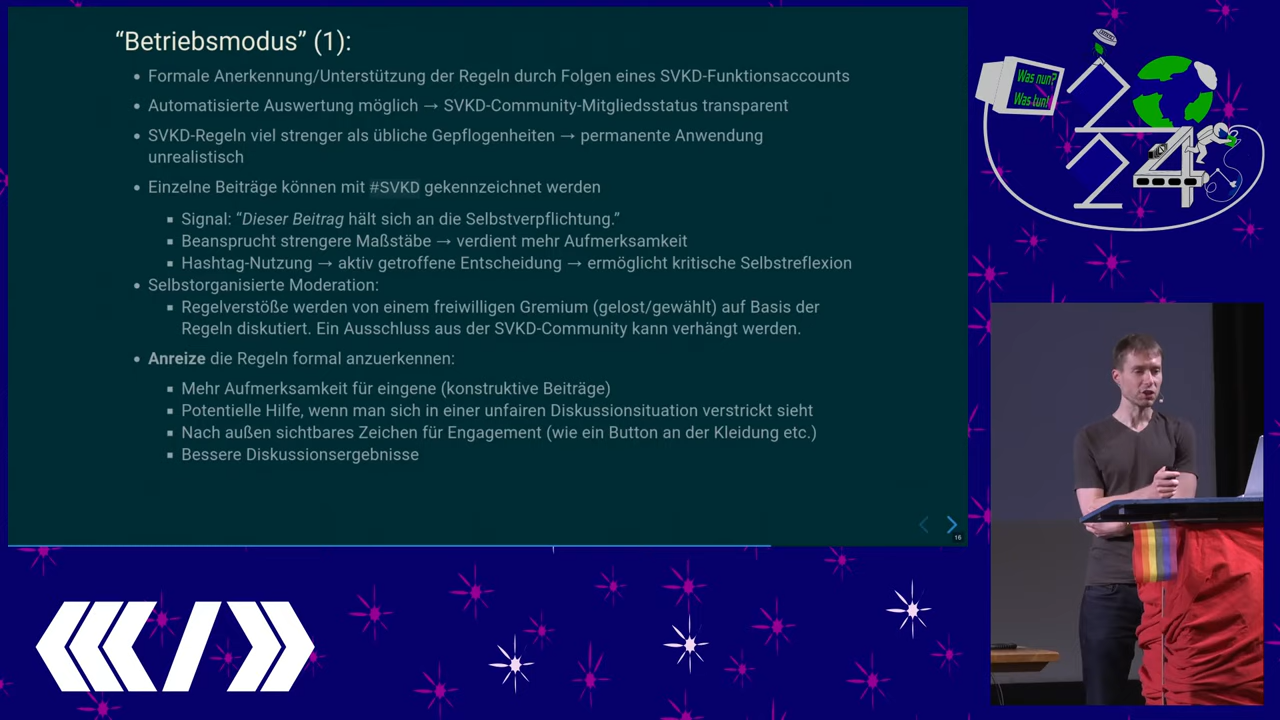 “Betriebsmodus” (1):
Formale Anerkennung/Unterstützung der Regeln durch Folgen eines SVKD-Funktionsaccounts
Automatisierte Auswertung möglich → SVKD-Community-Mitgliedsstatus transparent
SVKD-Regeln viel strenger als übliche Gepflogenheiten → permanente Anwendung
unrealistisch
Einzelne Beiträge können mit #SVKD gekennzeichnet werden
Signal: “Dieser Beitrag hält sich an die Selbstverpflichtung.”
Beansprucht strengere Maßstäbe → verdient mehr Aufmerksamkeit
Hashtag-Nutzung → aktiv getroffene Entscheidung → ermöglicht kritische Selbstreflexion
Selbstorganisierte Moderation:
Regelverstöße werden von einem freiwilligen Gremium (gelost/gewählt) auf Basis der
Regeln diskutiert. Ein Ausschluss aus der SVKD-Community kann verhängt werden.
Anreize die Regeln formal anzuerkennen:
Mehr Aufmerksamkeit für eingene (konstruktive Beiträge)
Potentielle Hilfe, wenn man sich in einer unfairen Diskussionsituation verstrickt sieht
Nach außen sichtbares Zeichen für Engagement (wie ein Button an der Kleidung etc.)
Bessere Diskussionsergebnisse
16
Was nun?
Was tun!
24